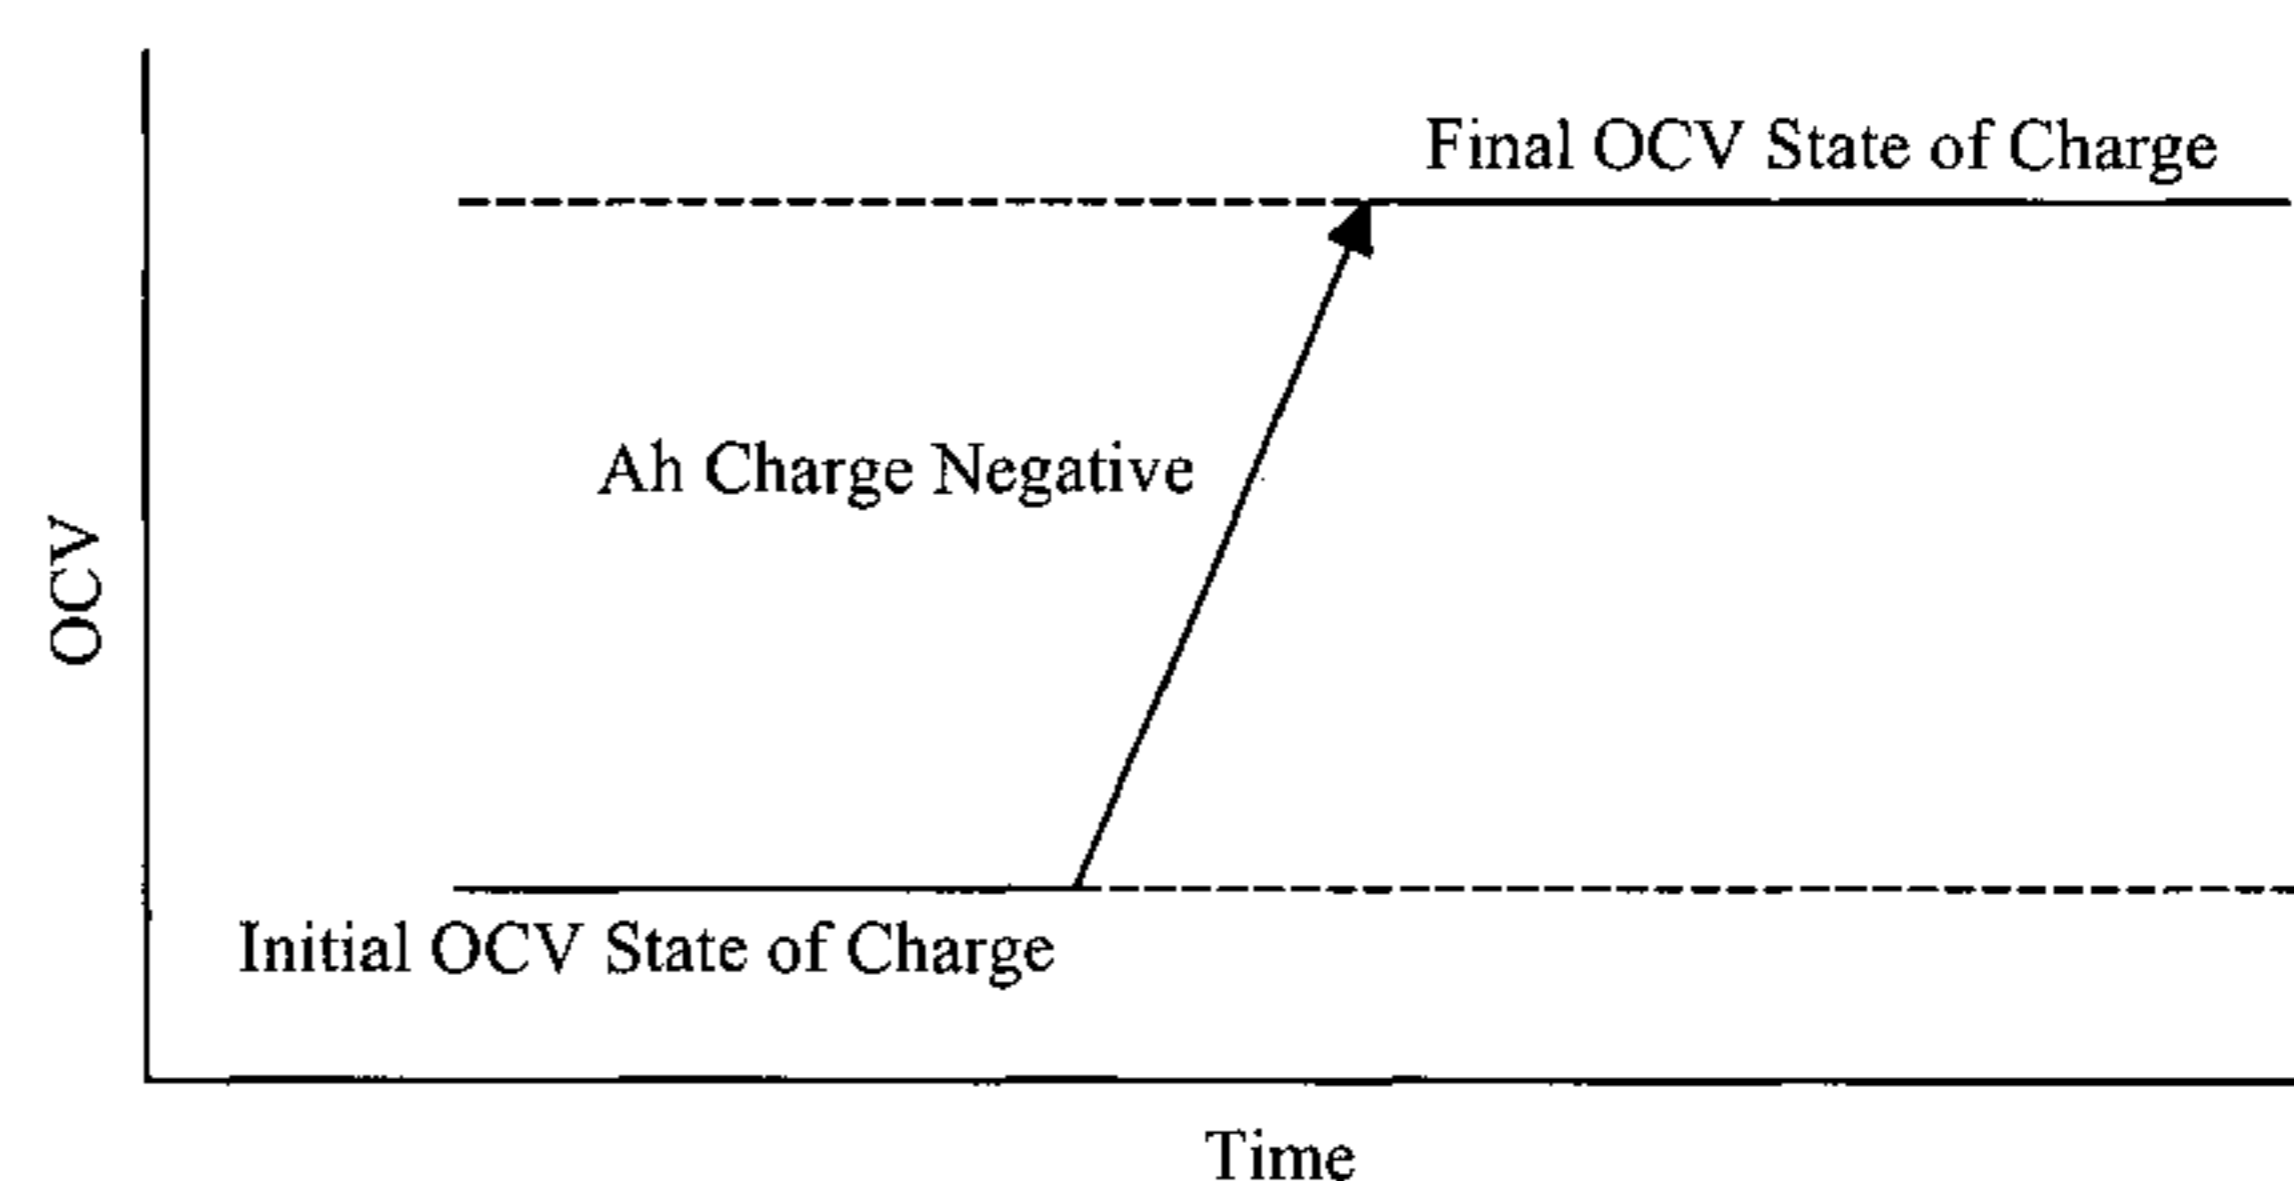 Final OCV State of Charge
Ah Charge Negative
OCV
Initial OCV State of Charge
Time